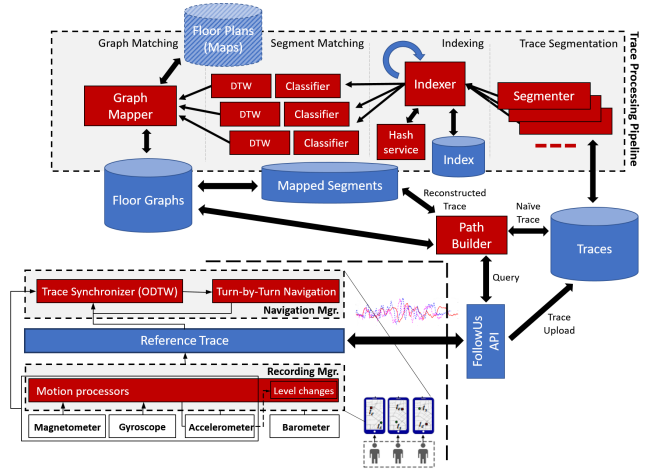 Floor Plans
(Maps)
Graph Matching
Segment Matching
Indexing
Trace Segmentation
Trace Processing Pipeline
Graph
Mapper
DTW
Classifier
DTW
Classifier
DTW
Classifier
Indexer
Hash
service
Index
Segmenter
Floor Graphs
Mapped Segments
Reconstructed
Trace
Naïve
Trace
Path
Builder
Traces
Query
Trace
Upload
FollowUs
API
Trace Synchronizer (ODTW)
Turn-by-Turn Navigation
Navigation Mgr.
Reference Trace
Recording Mgr.
Motion processors
Level changes
Magnetometer
Gyroscope
Accelerometer
Barometer